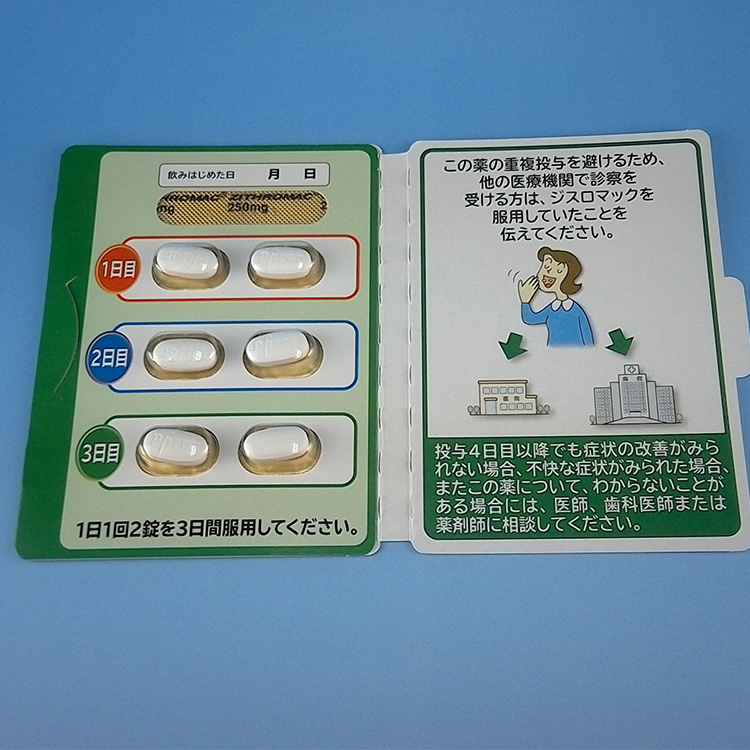 飲みはじめた日 月 日
THROMAC ZITHROMAC
mg 250mg 2
1日目
2日目
3日目
1日1回2錠を3日間服用してください。
この薬の重複投与を避けるため、
他の医療機関で診察を
受ける方は、ジスロマックを
服用していたことを
伝えてください。
医院
病院
投与4日目以降でも症状の改善がみら
れない場合、不快な症状がみられた場合、
またこの薬について、わからないことが
ある場合には、医師、歯科医師または
薬剤師に相談してください。